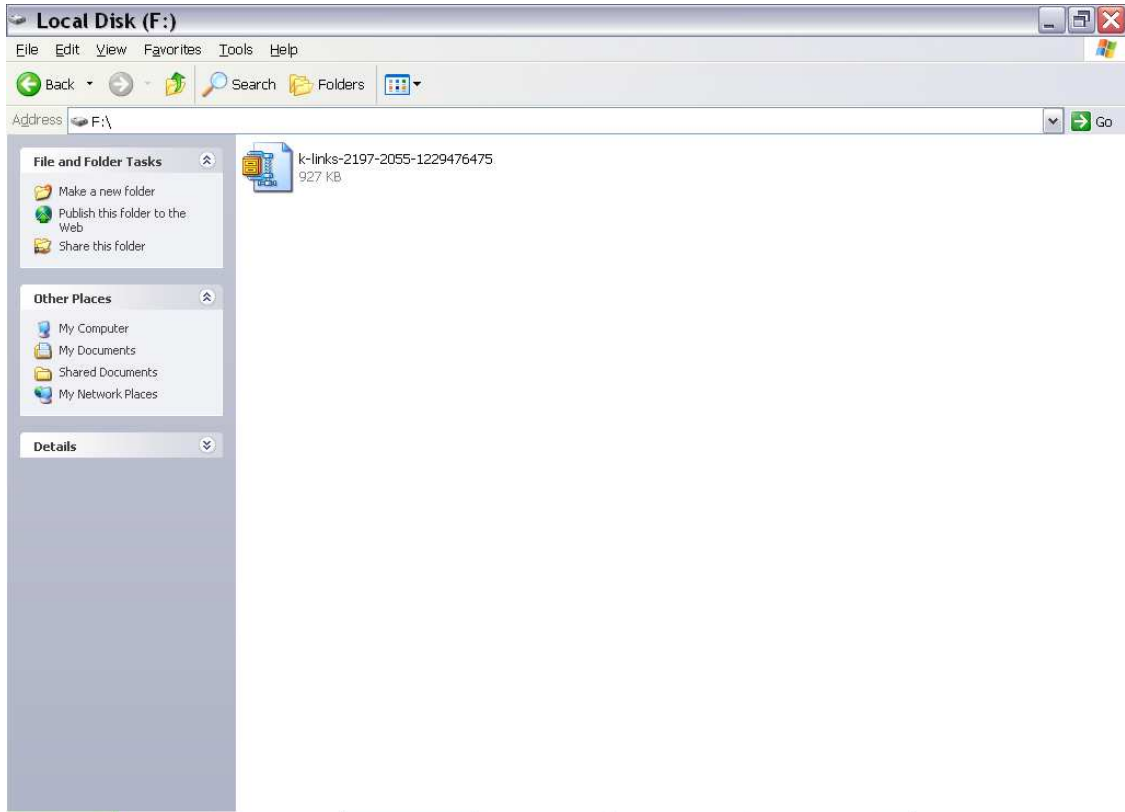 Local Disk (F:)
File Edit View Favorites Tools Help
Back Search Folders
Address F:\ Go
File and Folder Tasks
Make a new folder
Publish this folder to the
Web
Share this folder
Other Places
My Computer
My Documents
Shared Documents
My Network Places
Details
k-links-2197-2055-1229476475
927 KB